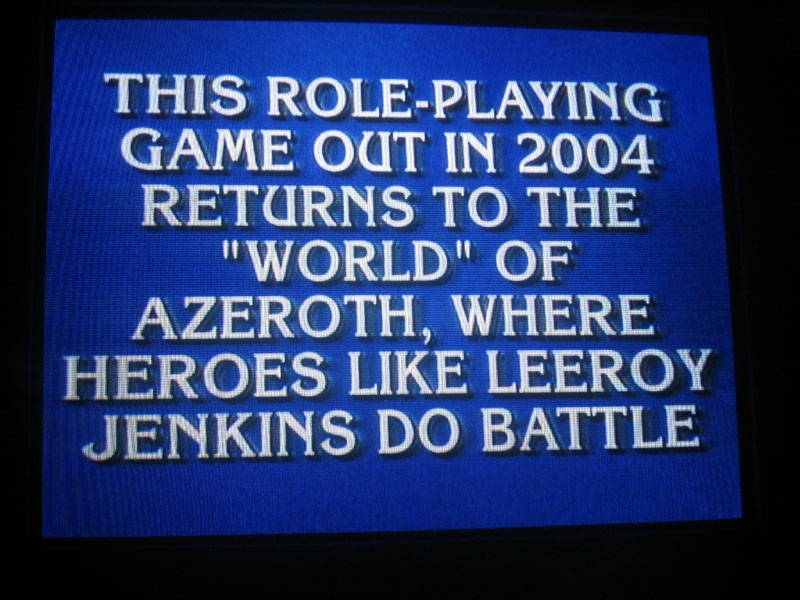 THIS ROLE-PLAYING
GAME OUT IN 2004
RETURNS TO THE
"WORLD" OF
AZEROTH, WHERE
HEROES LIKE LEEROY
JENKINS DO BATTLE